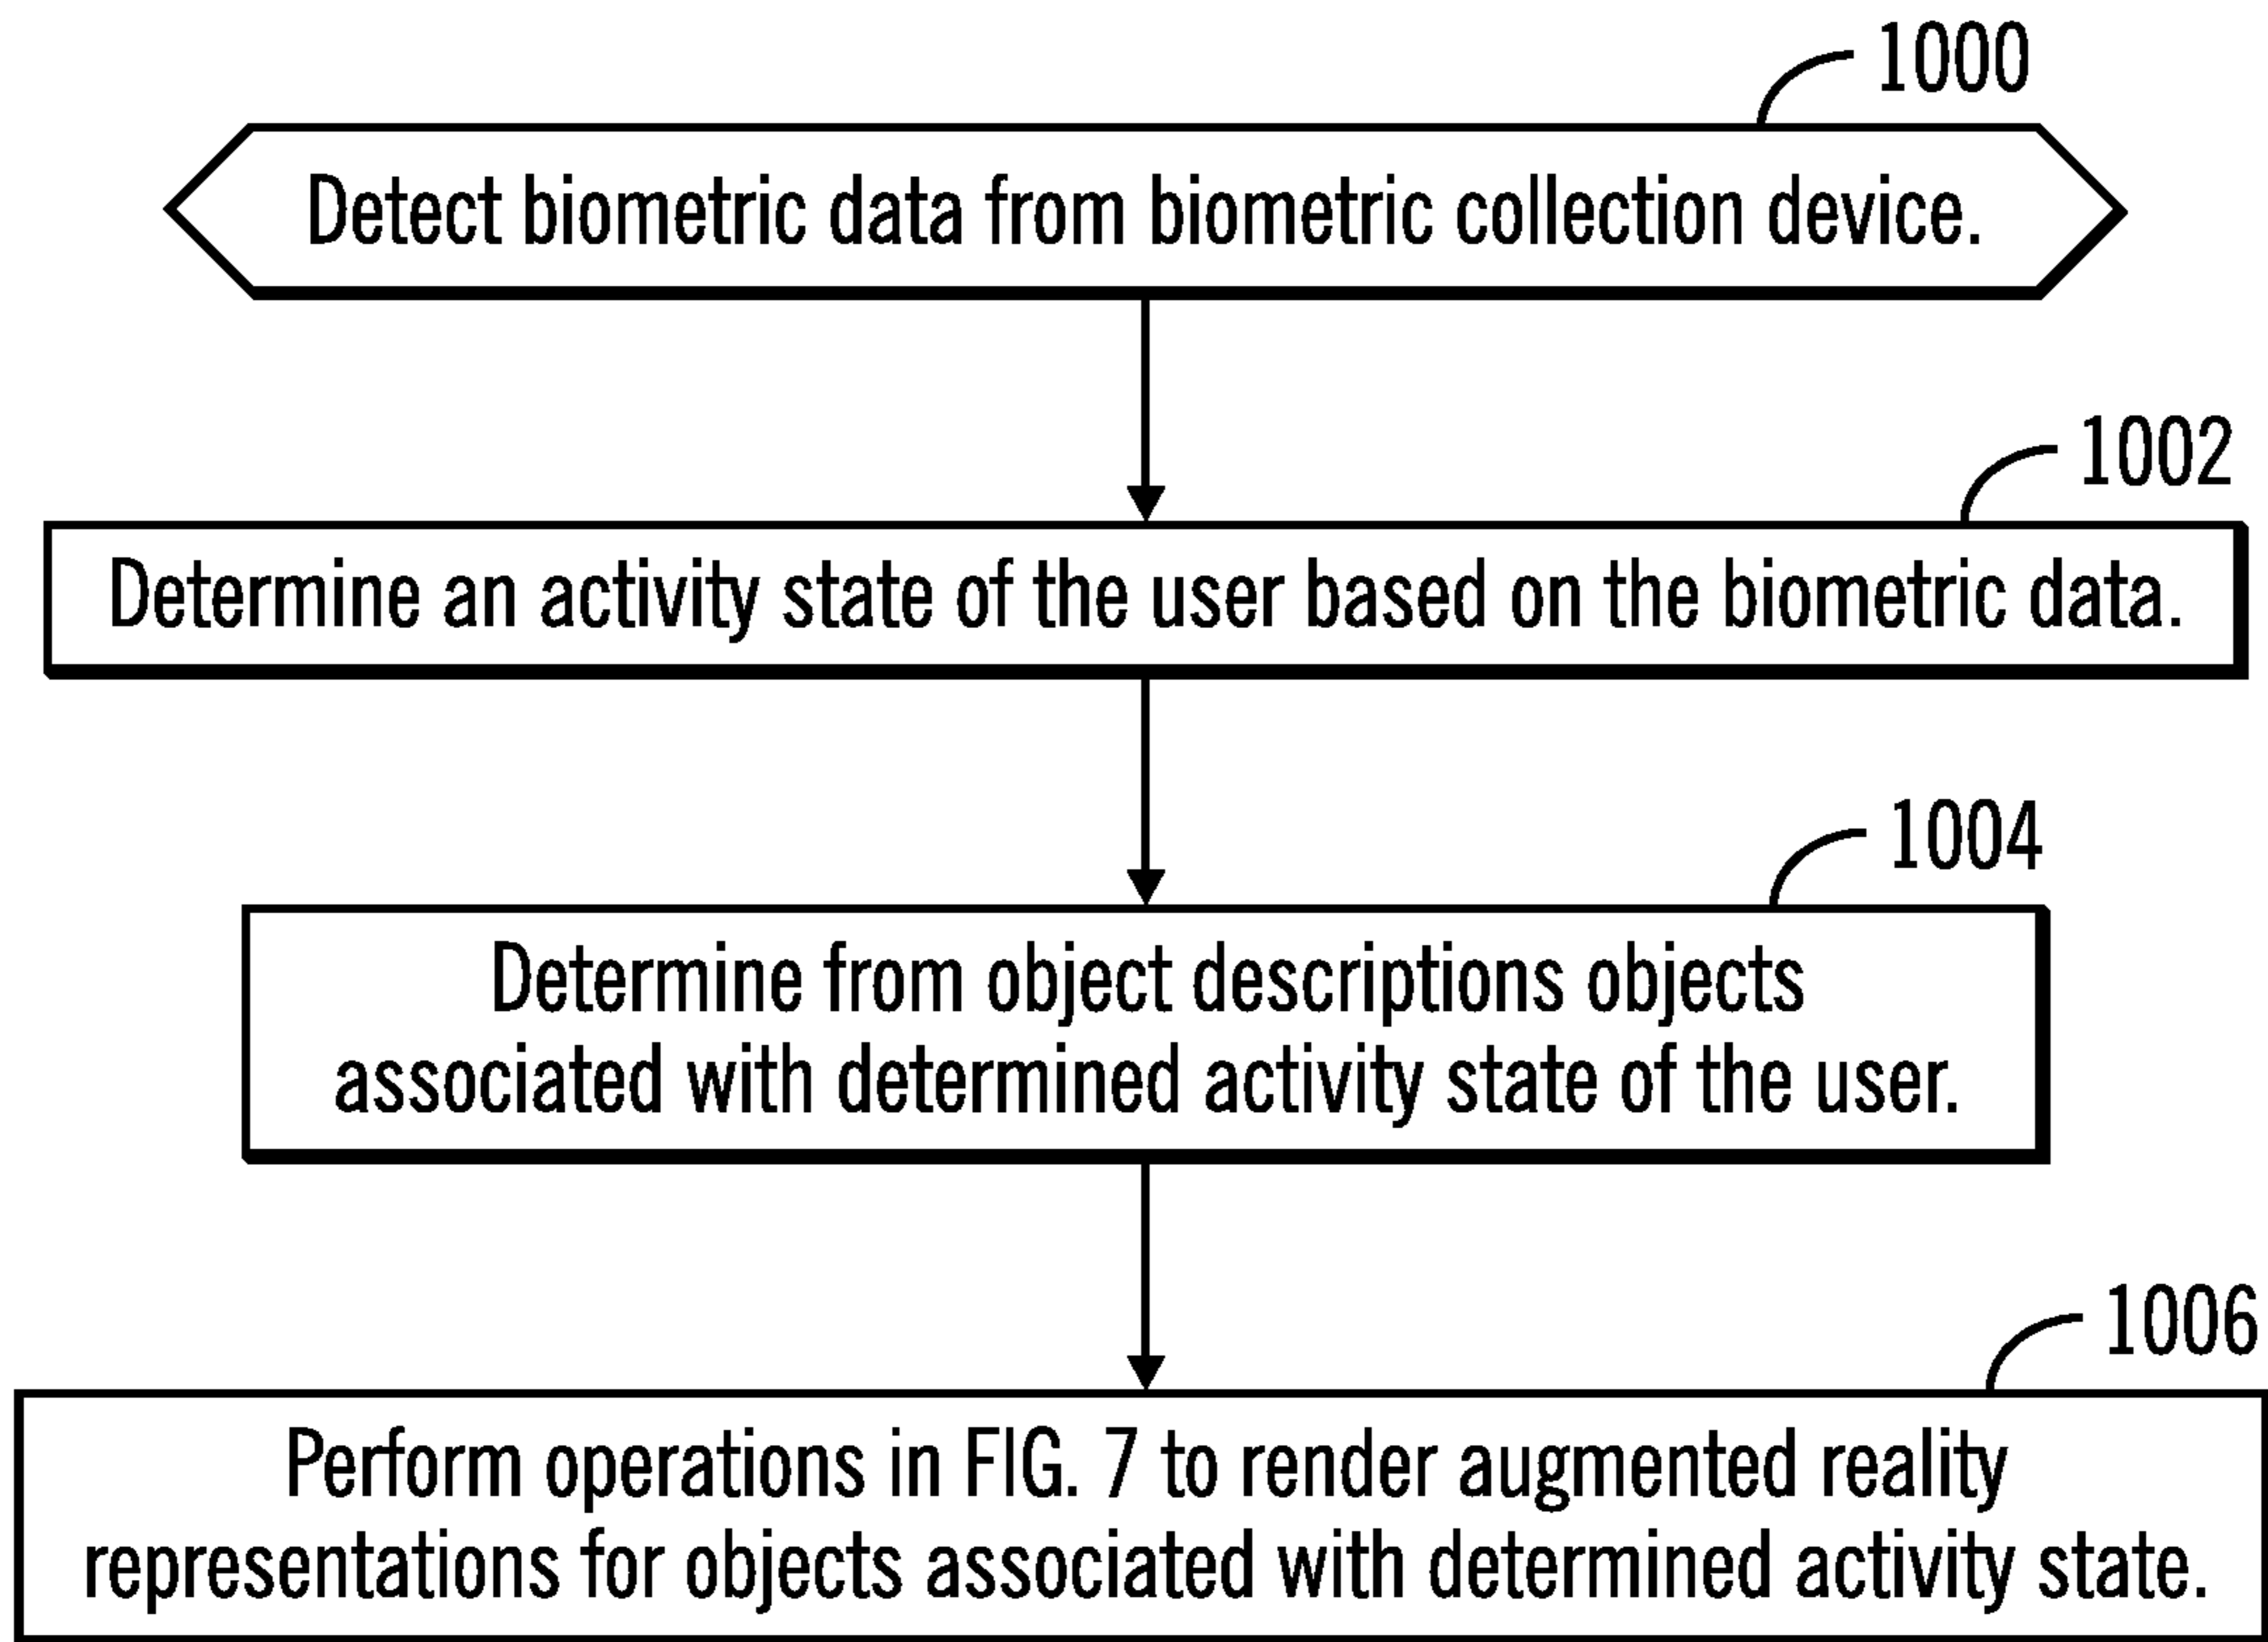 1000
Detect biometric data from biometric collection device.
1002
Determine an activity state of the user based on the biometric data.
1004
Determine from object descriptions objects
associated with determined activity state of the user.
1006
Perform operations in FIG. 7 to render augmented reality
representations for objects associated with determined activity state.